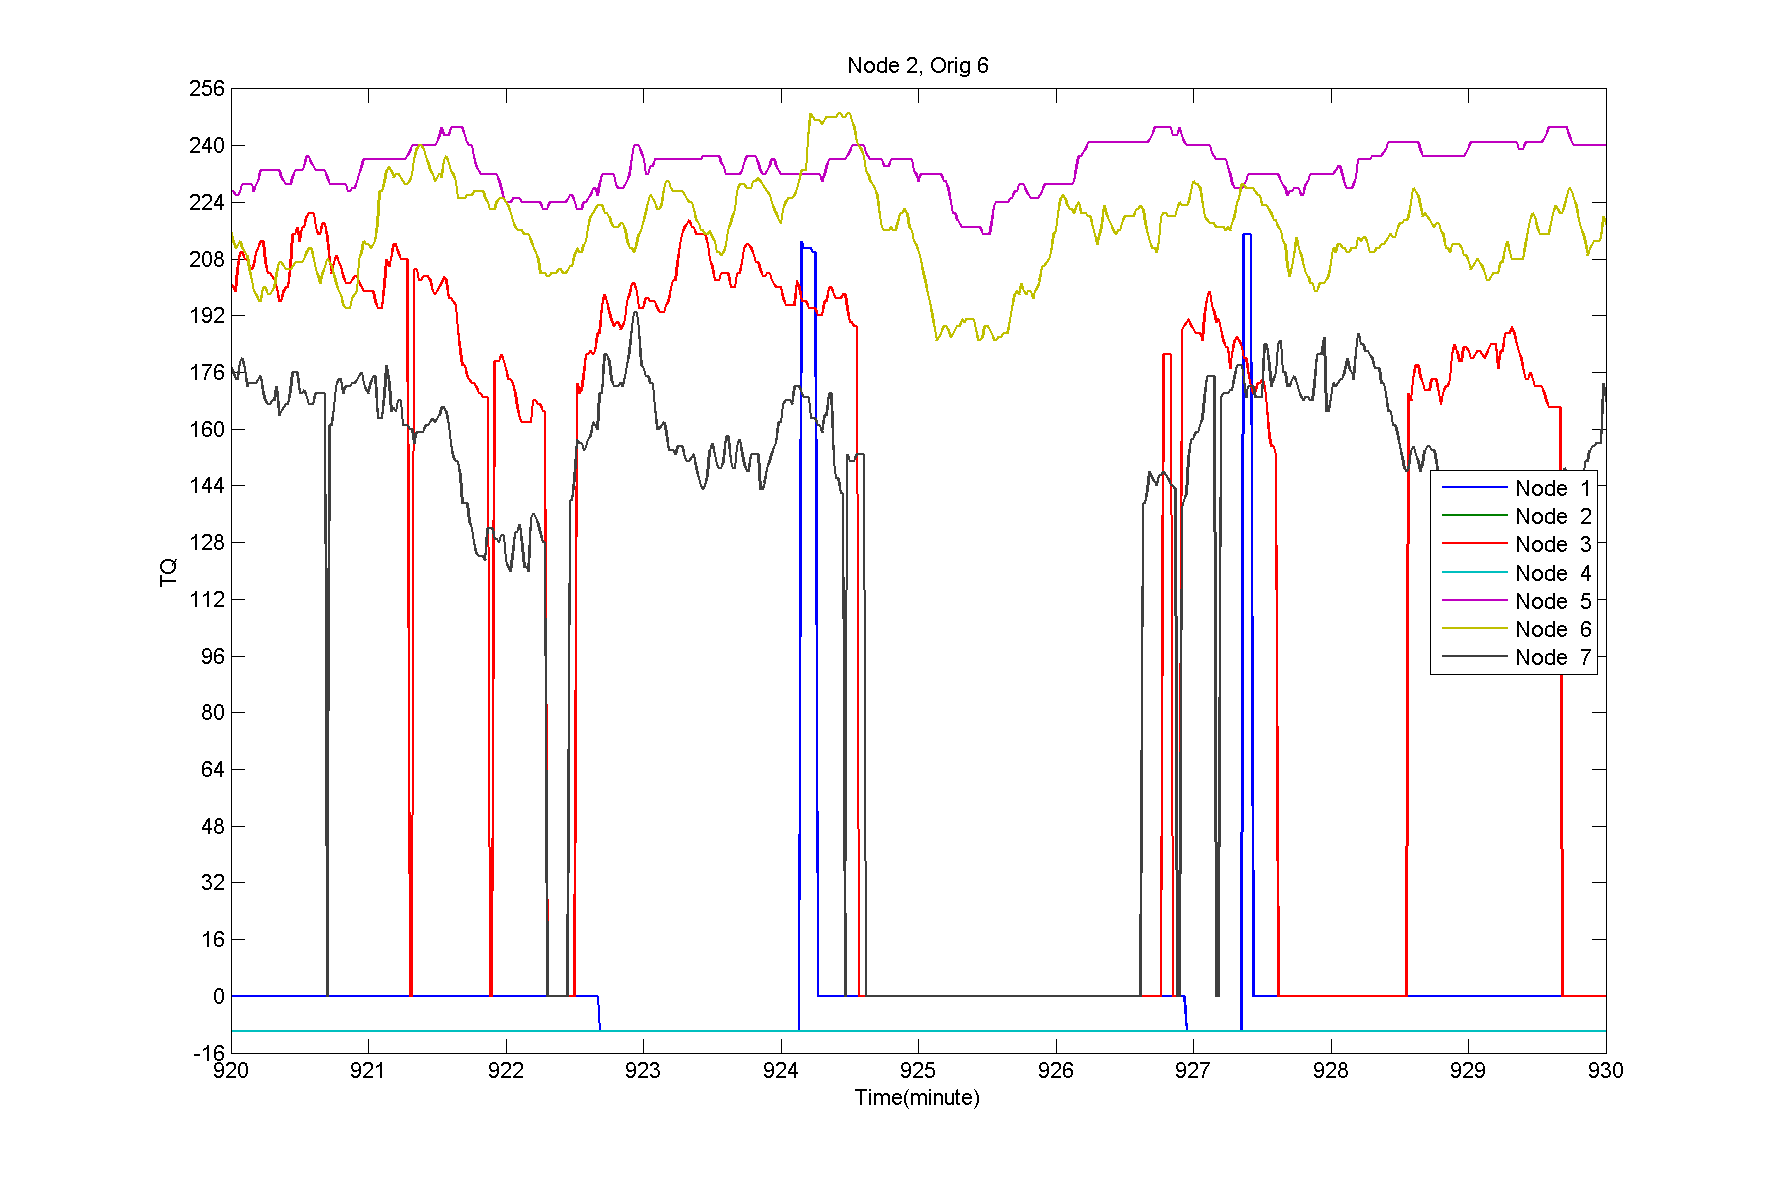 Node 2, Orig 6
256
240
224
208
192
176
160
144
128
112
96
80
64
48
32
16
0
-16
TQ
920 921 922 923 924 925 926 927 928 929 930
Time(minute)
Node 1
Node 2
Node 3
Node 4
Node 5
Node 6
Node 7